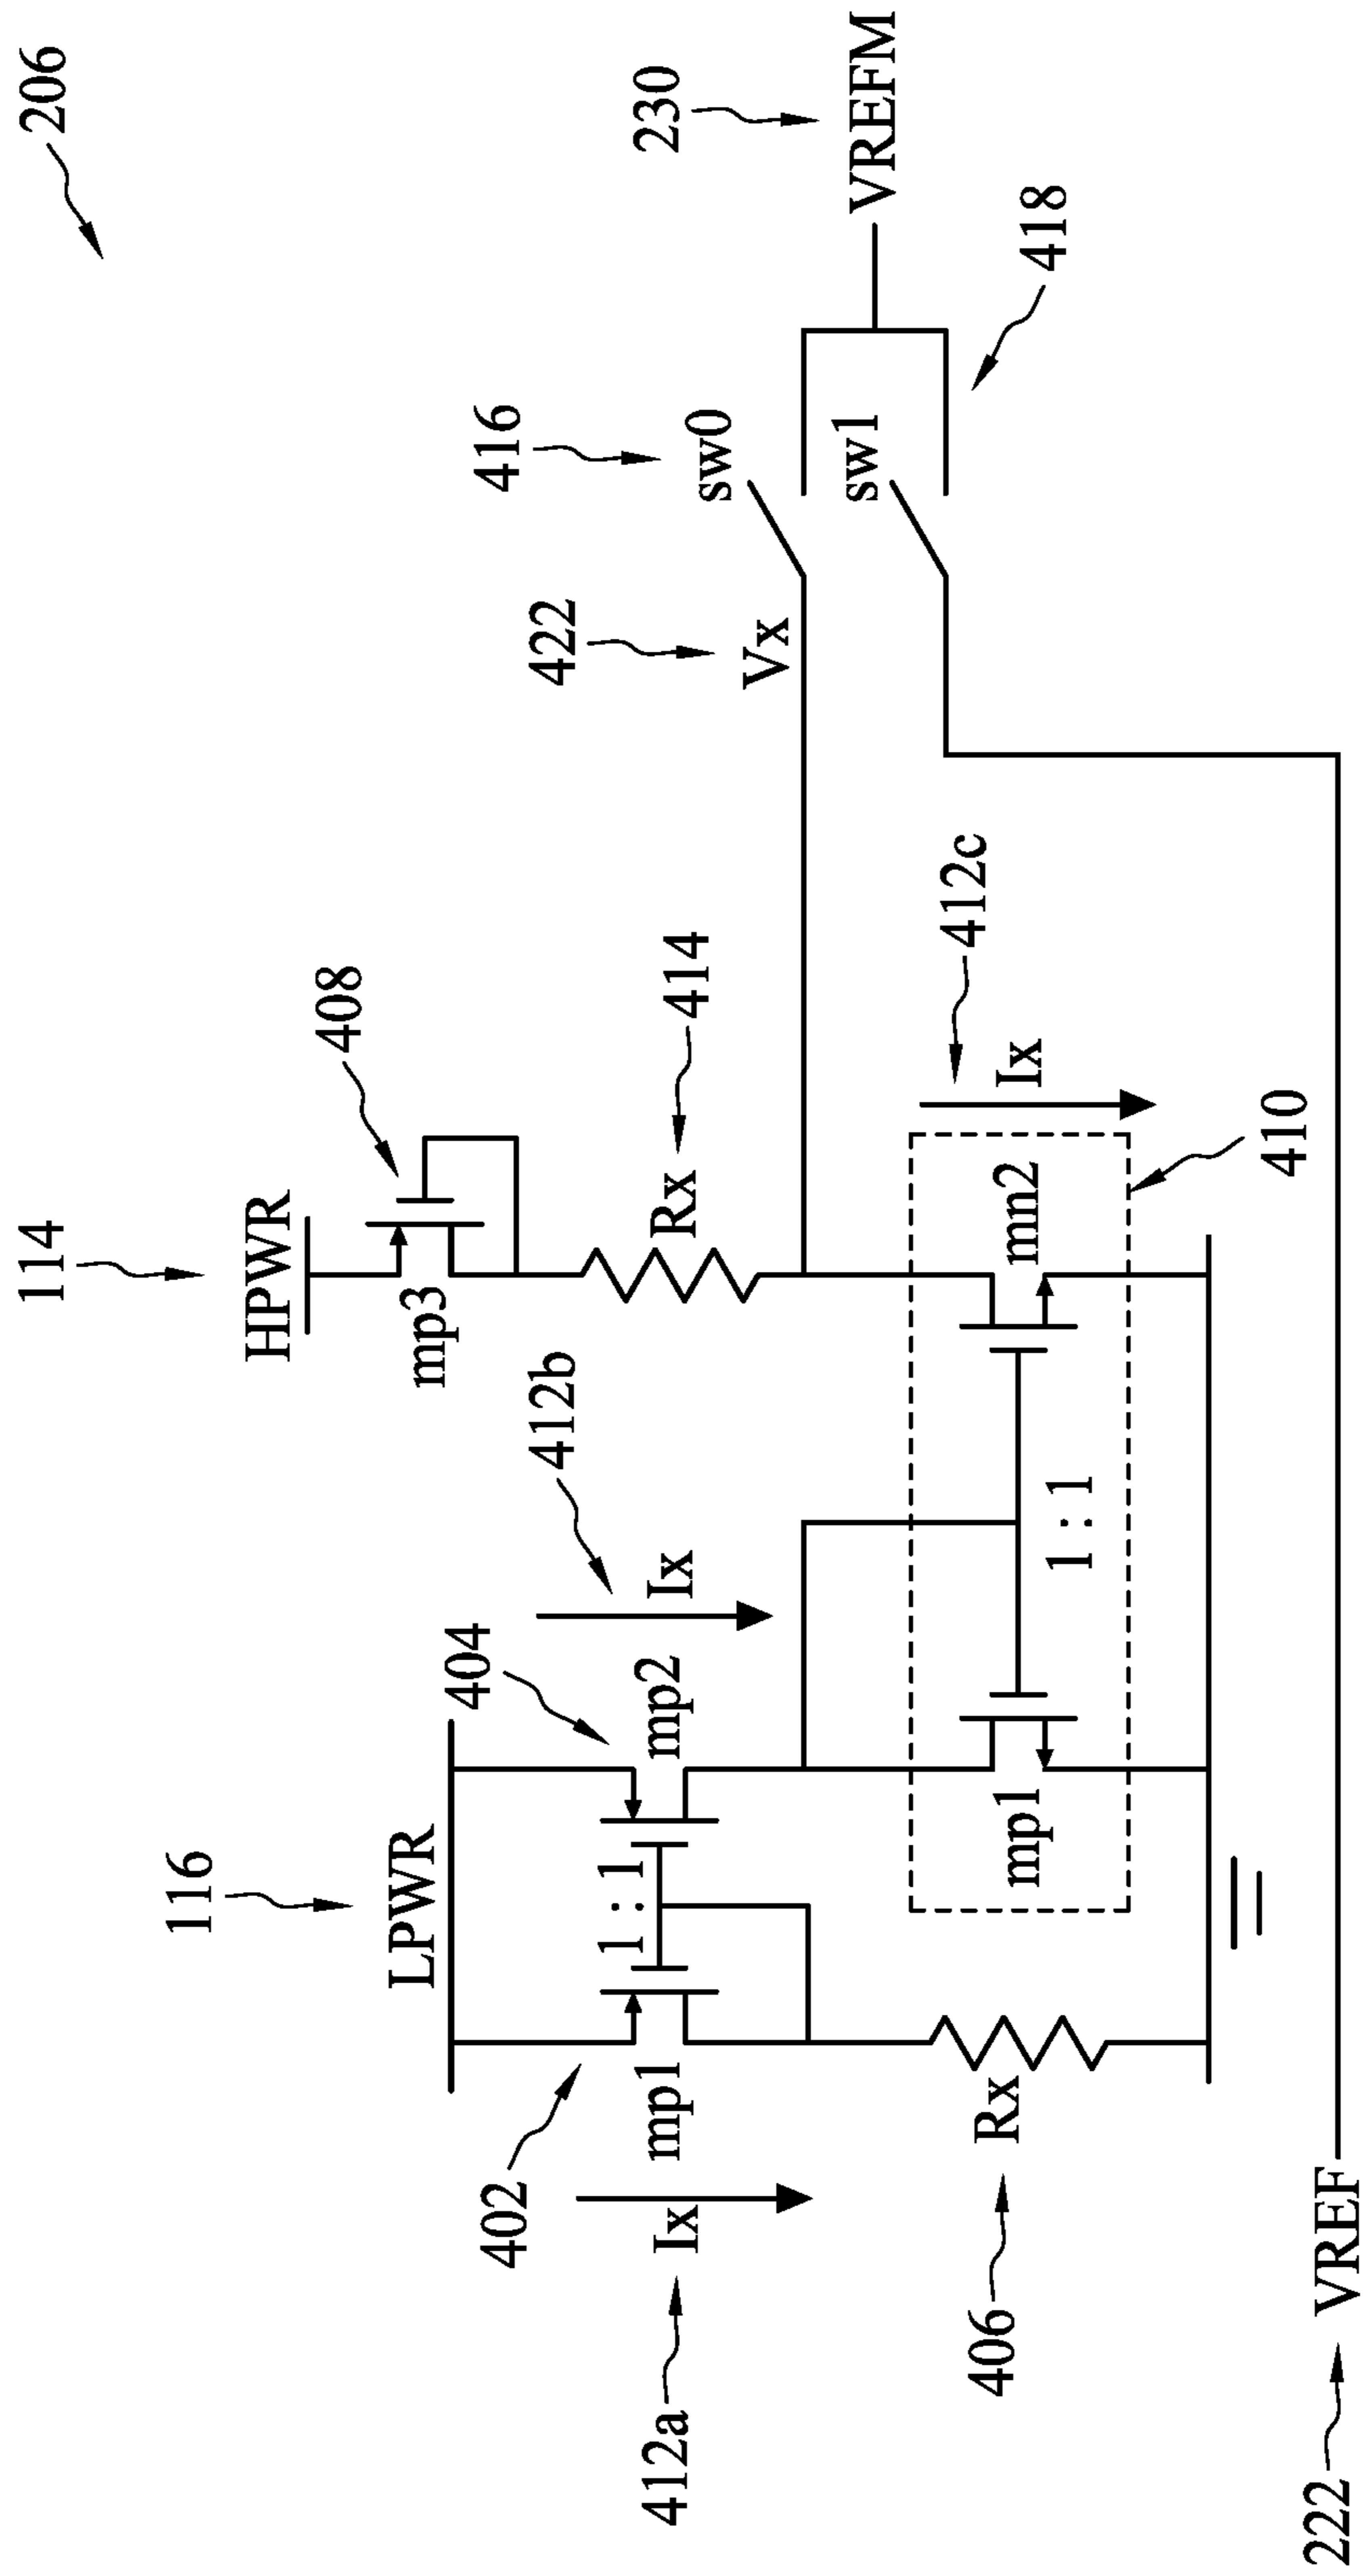 206
114
HPWR
116
LPWR
408
mp3
404
412b
416
230
402
mp1
1 : 1
mp2
Ix
Rx
414
422
sw0
VREFM
412a
Ix
Vx
sw1
418
406
Rx
mp1
1 : 1
mn2
Ix
412c
410
222
VREF